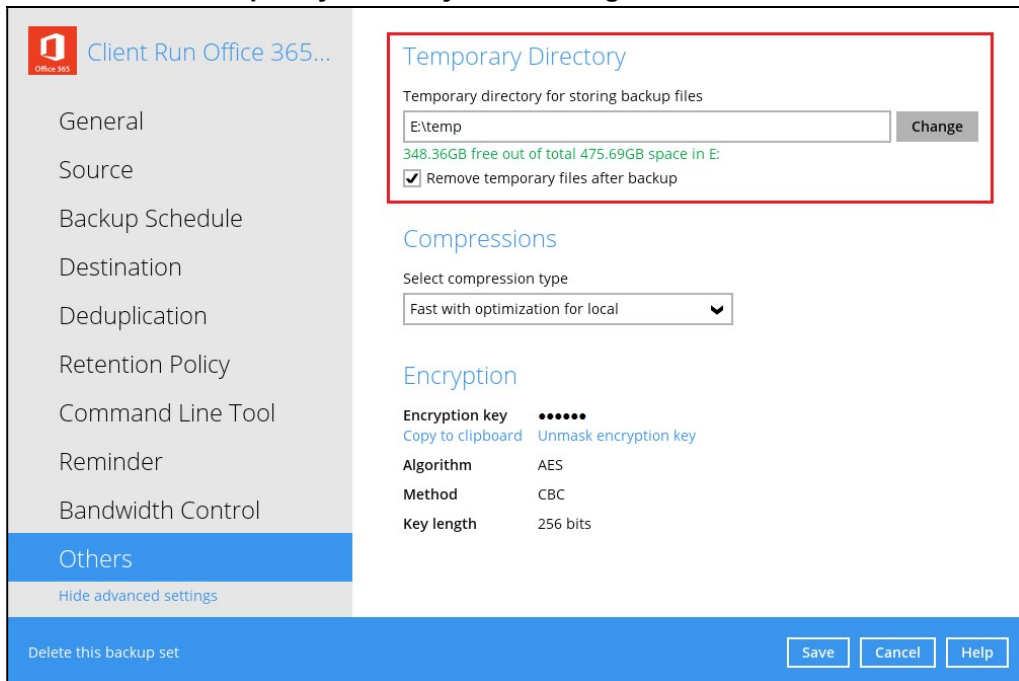 Office 365
Client Run Office 365...
General
Source
Backup Schedule
Destination
Deduplication
Retention Policy
Command Line Tool
Reminder
Bandwidth Control
Others
Hide advanced settings
Temporary Directory
Temporary directory for storing backup files
E:\temp Change
348.36GB free out of total 475.69GB space in E:
Remove temporary files after backup
Compressions
Select compression type
Fast with optimization for local
Encryption
Encryption key ••••••
Copy to clipboard Unmask encryption key
Algorithm AES
Method CBC
Key length 256 bits
Delete this backup set Save Cancel Help